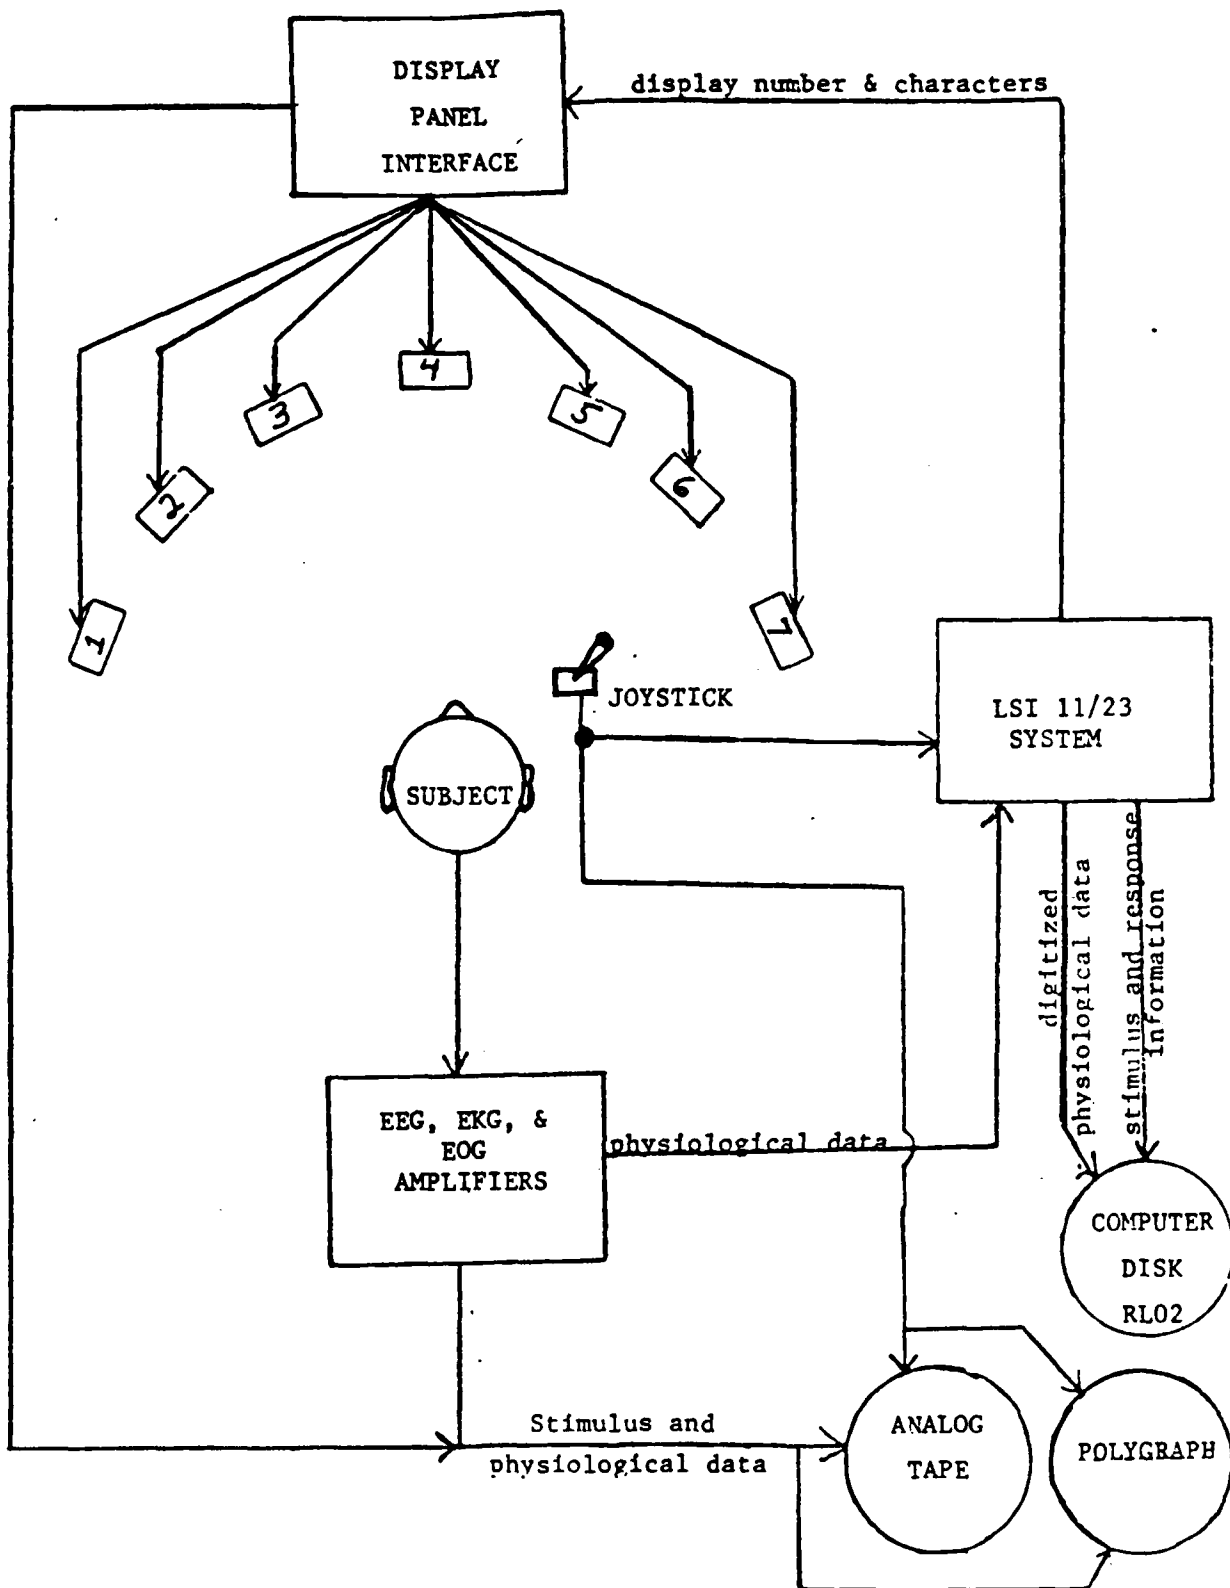 DISPLAY
PANEL
INTERFACE
display number & characters
1
2
3
4
5
6
7
JOYSTICK
LSI 11/23
SYSTEM
SUBJECT
digitized
physiological data
stimulus and response
information
EEG, EKG, &
EOG
AMPLIFIERS
physiological data
COMPUTER
DISK
RL02
Stimulus and
physiological data
ANALOG
TAPE
POLYGRAPH